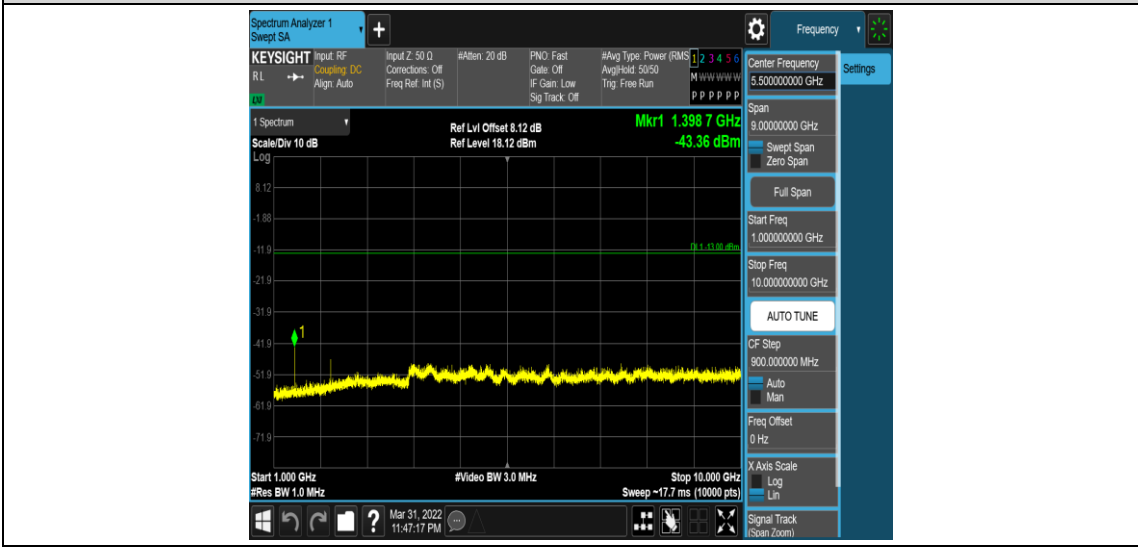 Spectrum Analyzer 1
Swept SA
Frequency
KEYSIGHT
RL
Input: RF
Coupling: DC
Align: Auto
Input Z: 50 Ω
Corrections: Off
Freq Ref: Int (S)
#Atten: 20 dB
PNO: Fast
Gate: Off
IF Gain: Low
Sig Track: Off
#Avg Type: Power (RMS
Avg|Hold: 50/50
Trig: Free Run
1 2 3 4 5 6
M W W W W W
P P P P P P
1 Spectrum
Scale/Div 10 dB
Log
Ref Lvl Offset 8.12 dB
Ref Level 18.12 dBm
Mkr1 1.398 7 GHz
-43.36 dBm
8.12
-1.88
-11.9
-21.9
-31.9
-41.9
-51.9
-61.9
-71.9
DL1 -13.00 dBm
1
Start 1.000 GHz
#Res BW 1.0 MHz
#Video BW 3.0 MHz
Stop 10.000 GHz
Sweep ~17.7 ms (10000 pts)
Mar 31, 2022
11:47:17 PM
Center Frequency
5.500000000 GHz
Span
9.00000000 GHz
Swept Span
Zero Span
Full Span
Start Freq
1.000000000 GHz
Stop Freq
10.000000000 GHz
AUTO TUNE
CF Step
900.000000 MHz
Auto
Man
Freq Offset
0 Hz
X Axis Scale
Log
Lin
Signal Track
(Span Zoom)
Settings